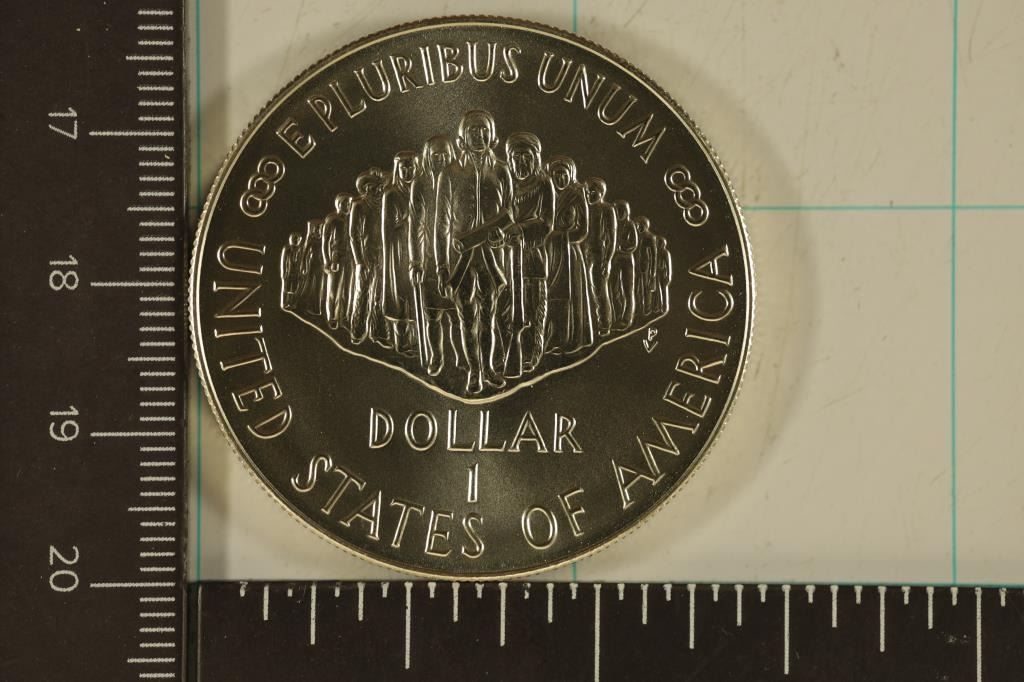 E PLURIBUS UNUM
UNITED STATES OF AMERICA
DOLLAR
1
17
18
19
20